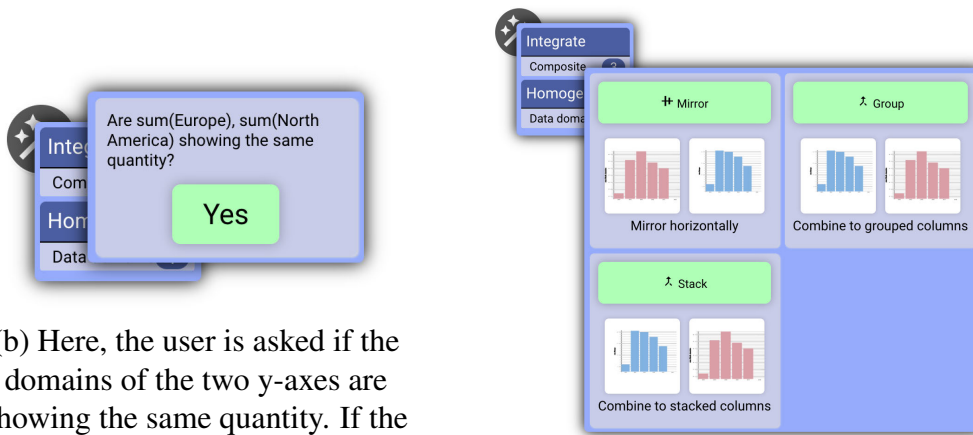 Integ
Com
Hom
Data
Are sum(Europe), sum(North
America) showing the same
quantity?
Yes
(b) Here, the user is asked if the
domains of the two y-axes are
howing the same quantity. If the
Integrate
Composite
Homoge
Data doma
Mirror
Group
Mirror horizontally
Combine to grouped columns
Stack
Combine to stacked columns